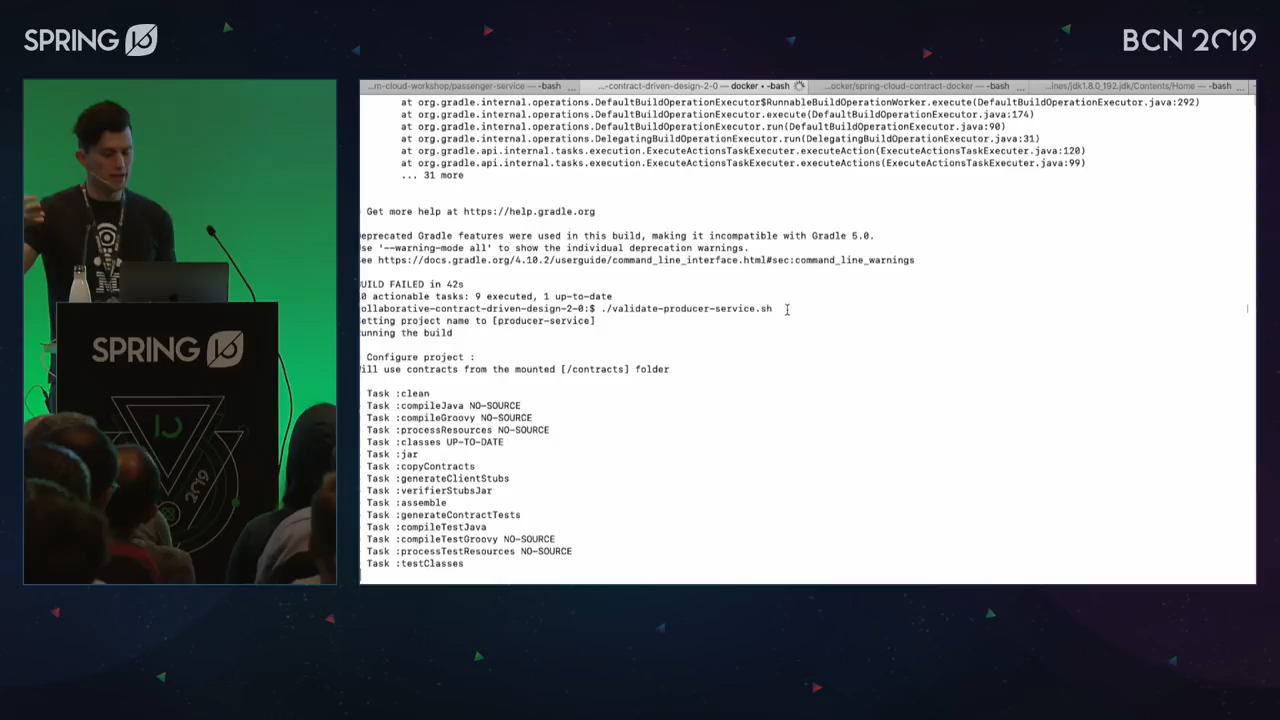 SPRING IO
BCN 2019
...m-cloud-workshop/passenger-service — -bash ...
...-contract-driven-design-2-0 — docker • -bash
...ocker/spring-cloud-contract-docker — -bash ...
...ines/jdk1.8.0_192.jdk/Contents/Home — -bash ...
at org.gradle.internal.operations.DefaultBuildOperationExecutor$RunnableBuildOperationWorker.execute(DefaultBuildOperationExecutor.java:292)
at org.gradle.internal.operations.DefaultBuildOperationExecutor.execute(DefaultBuildOperationExecutor.java:174)
at org.gradle.internal.operations.DefaultBuildOperationExecutor.run(DefaultBuildOperationExecutor.java:90)
at org.gradle.internal.operations.DelegatingBuildOperationExecutor.run(DelegatingBuildOperationExecutor.java:31)
at org.gradle.api.internal.tasks.execution.ExecuteActionsTaskExecuter.executeAction(ExecuteActionsTaskExecuter.java:120)
at org.gradle.api.internal.tasks.execution.ExecuteActionsTaskExecuter.executeActions(ExecuteActionsTaskExecuter.java:99)
... 31 more
Get more help at https://help.gradle.org
eprecated Gradle features were used in this build, making it incompatible with Gradle 5.0.
se '--warning-mode all' to show the individual deprecation warnings.
ee https://docs.gradle.org/4.10.2/userguide/command_line_interface.html#sec:command_line_warnings
UILD FAILED in 42s
0 actionable tasks: 9 executed, 1 up-to-date
ollaborative-contract-driven-design-2-0:$ ./validate-producer-service.sh
etting project name to [producer-service]
unning the build
Configure project :
ill use contracts from the mounted [/contracts] folder
Task :clean
Task :compileJava NO-SOURCE
Task :compileGroovy NO-SOURCE
Task :processResources NO-SOURCE
Task :classes UP-TO-DATE
Task :jar
Task :copyContracts
Task :generateClientStubs
Task :verifierStubsJar
Task :assemble
Task :generateContractTests
Task :compileTestJava
Task :compileTestGroovy NO-SOURCE
Task :processTestResources NO-SOURCE
Task :testClasses
SPRING IO
IO
2019